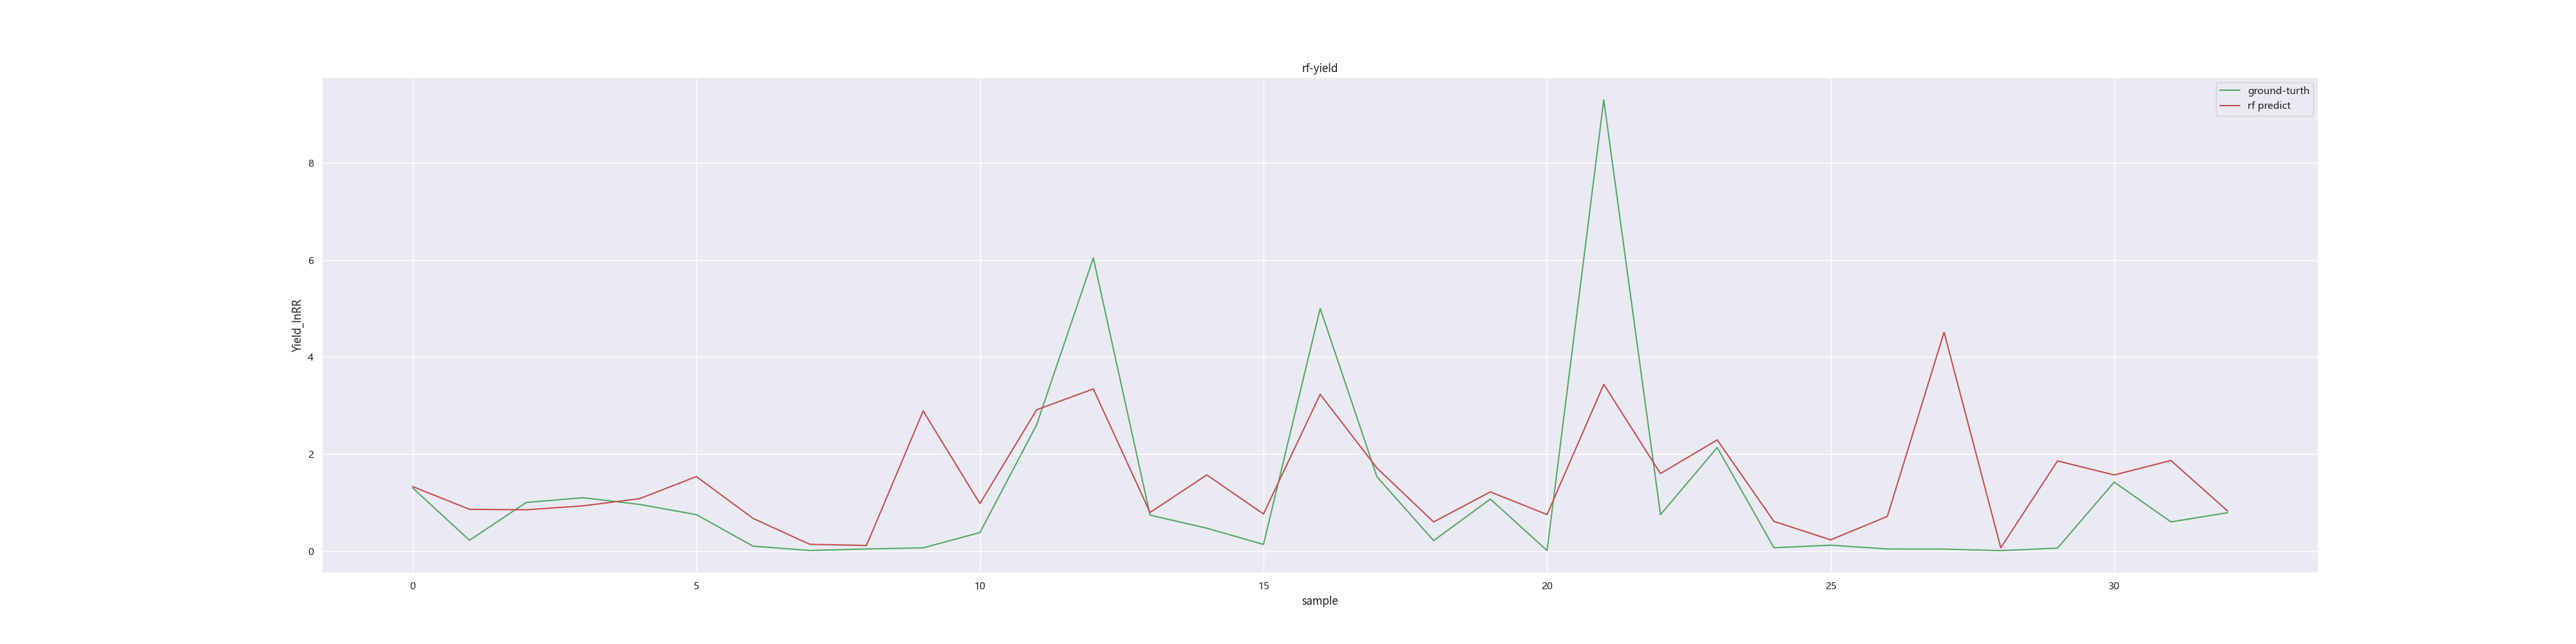 rf-yield
ground-turth
rf predict
8
6
4
2
0
Yield_lnRR
0 5 10 15 20 25 30
sample